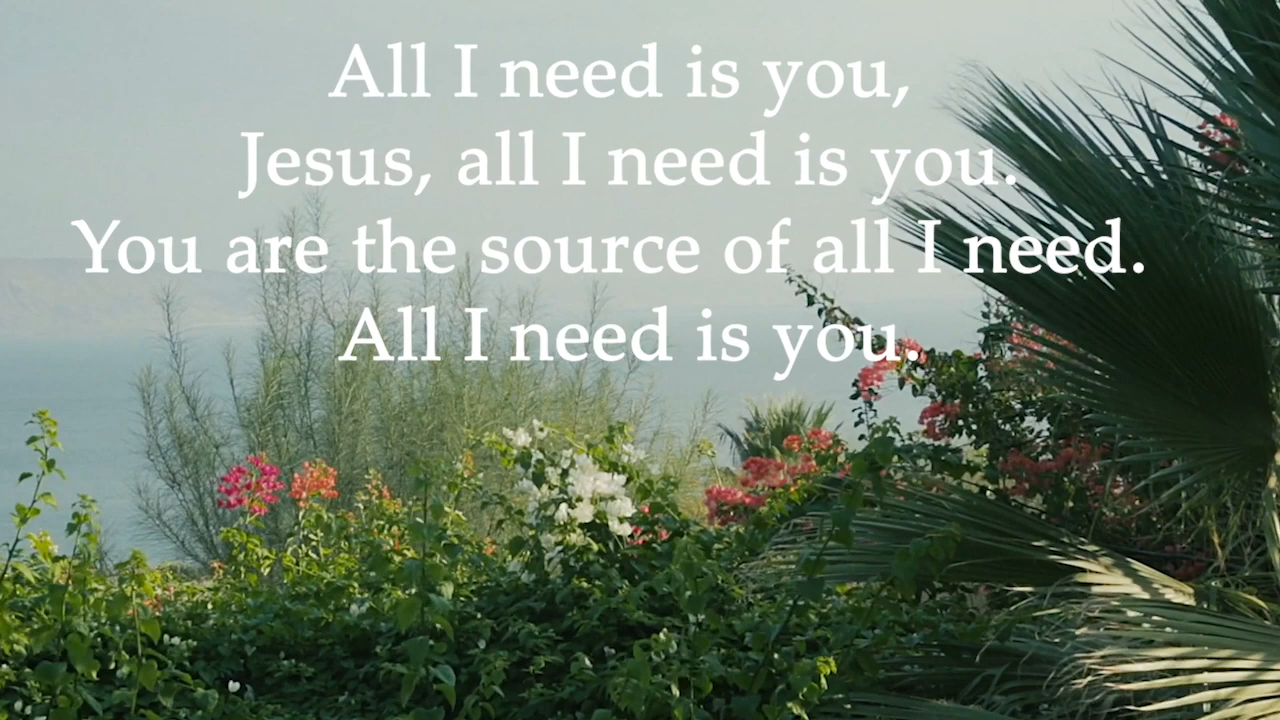 All I need is you,
Jesus, all I need is you.
You are the source of all I need.
All I need is you.